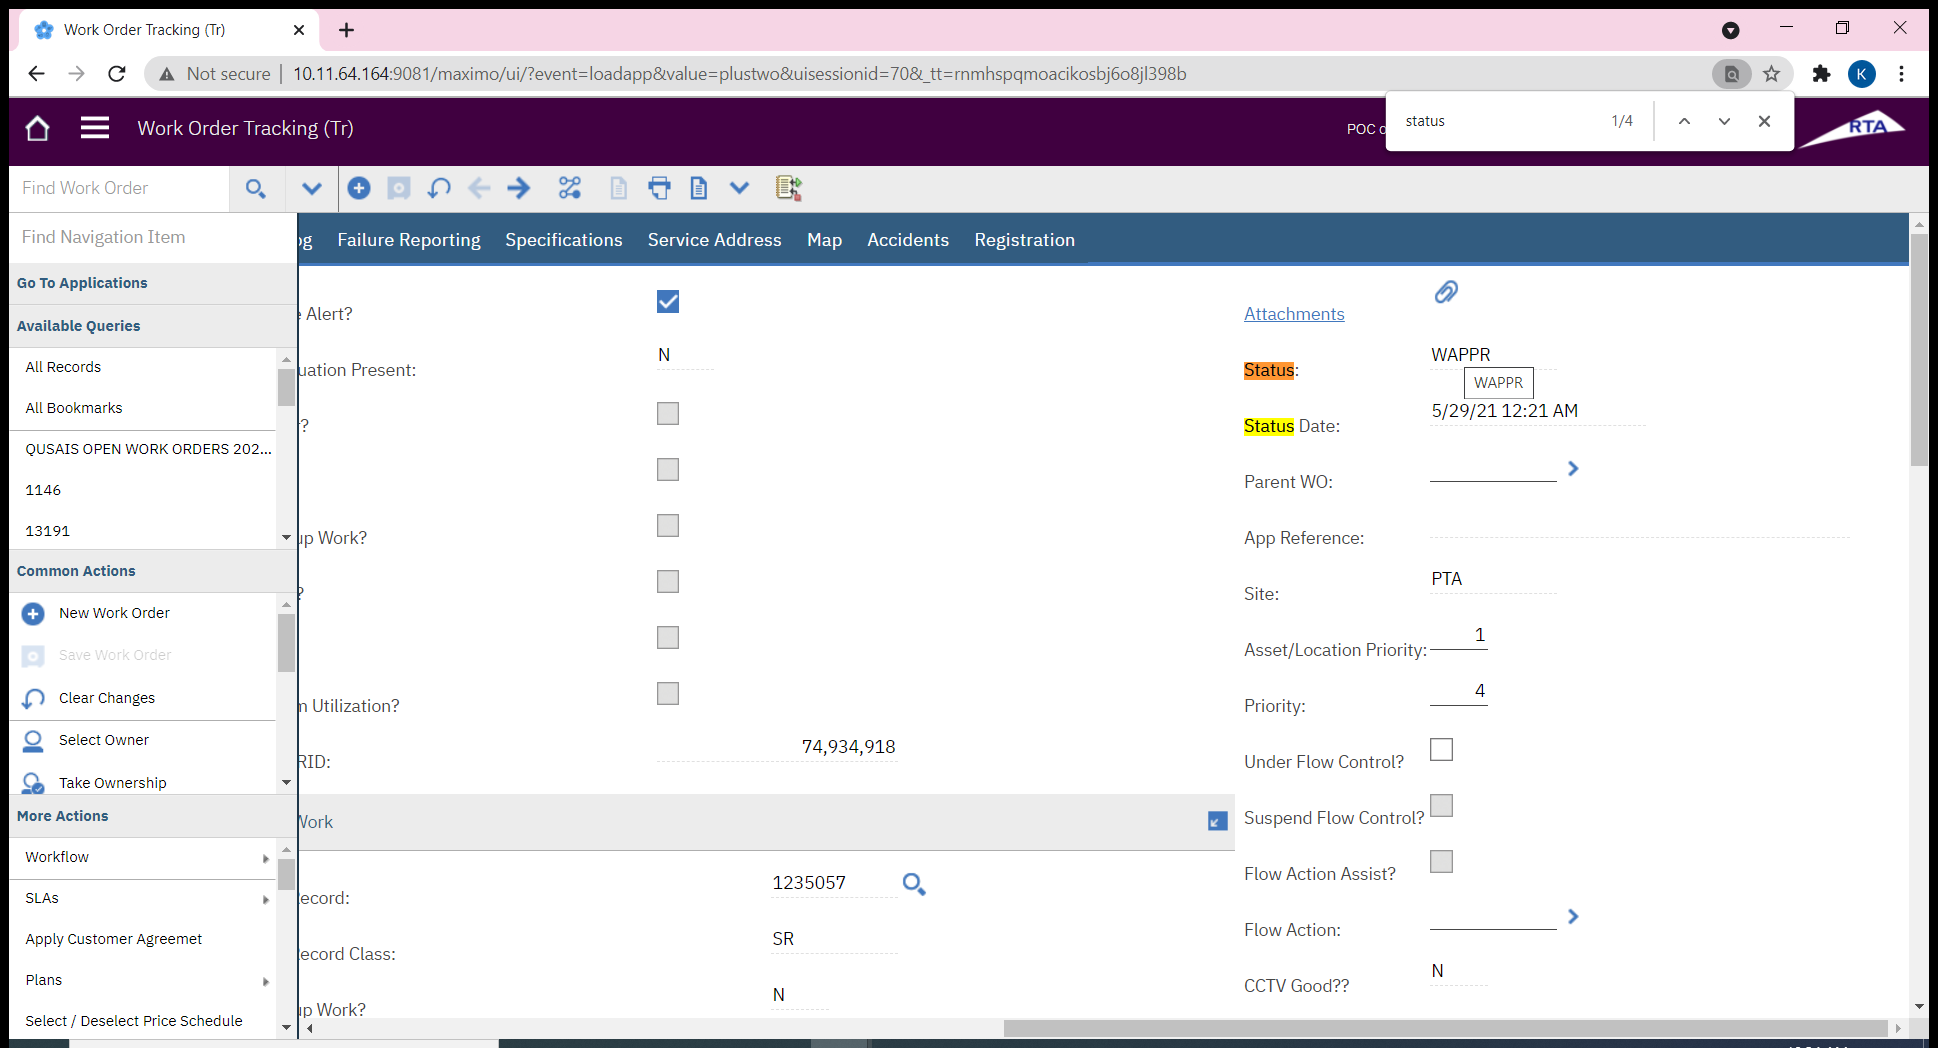 Work Order Tracking (Tr)
Not secure
10.11.64.164:9081/maximo/ui/?event=loadapp&value=plustwo&uisessionid=70&_tt=rnmhspqmoacikosbj6o8jl398b
K
Work Order Tracking (Tr)
POC
status
1/4
RTA
Find Work Order
Find Navigation Item
Go To Applications
Available Queries
All Records
All Bookmarks
QUSAIS OPEN WORK ORDERS 202...
1146
13191
Common Actions
New Work Order
Save Work Order
Clear Changes
Select Owner
Take Ownership
More Actions
Workflow
SLAs
Apply Customer Agreemet
Plans
Select / Deselect Price Schedule
og Failure Reporting Specifications Service Address Map Accidents Registration
Alert?
uation Present:
N
?
up Work?
?
n Utilization?
RID:
74,934,918
Work
ecord:
1235057
ecord Class:
SR
up Work?
N
Attachments
Status:
WAPPR
WAPPR
Status Date:
5/29/21 12:21 AM
Parent WO:
App Reference:
Site:
PTA
Asset/Location Priority:
1
Priority:
4
Under Flow Control?
Suspend Flow Control?
Flow Action Assist?
Flow Action:
CCTV Good??
N